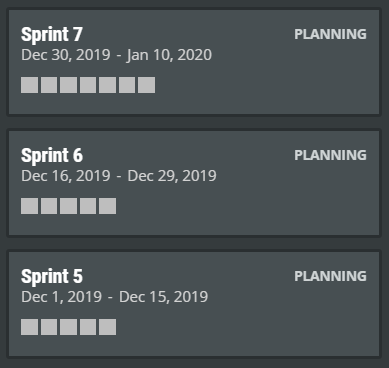 Sprint 7 PLANNING
Dec 30, 2019 - Jan 10, 2020
Sprint 6 PLANNING
Dec 16, 2019 - Dec 29, 2019
Sprint 5 PLANNING
Dec 1, 2019 - Dec 15, 2019